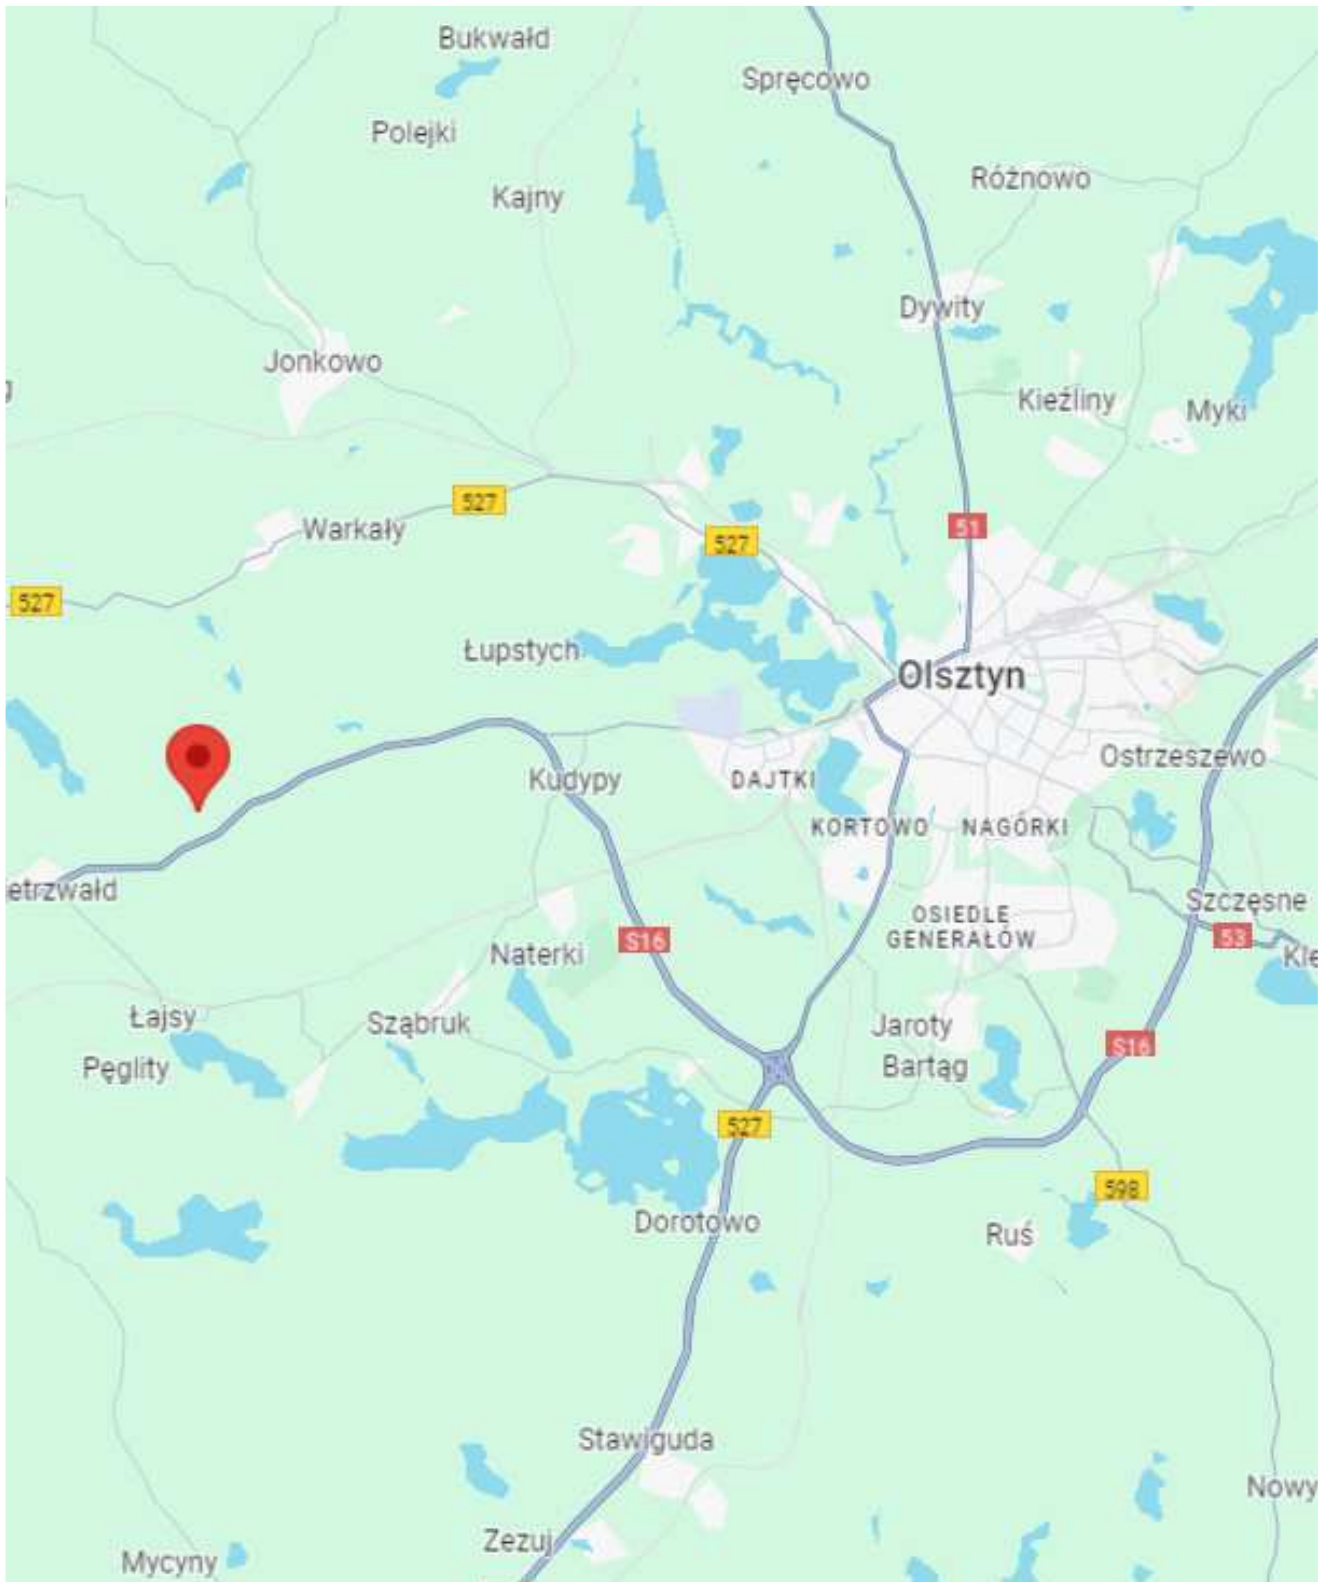 Bukwałd
Spręcowo
Polejki
Różnowo
Kajny
Dywity
Jonkowo
Kieźliny
Myki
527
Warkały
51
527
527
Łupstych
Olsztyn
Ostrzeszewo
Kudypy
DAJTKI
KORTOWO
NAGÓRKI
etrzwałd
Szczęsne
OSIEDLE
GENERAŁÓW
53
S16
Naterki
Kle
Łajsy
Sząbruk
Jaroty
S16
Pęglity
Bartąg
527
598
Dorotowo
Ruś
Stawiguda
Nowy
Zezuj
Mycyny